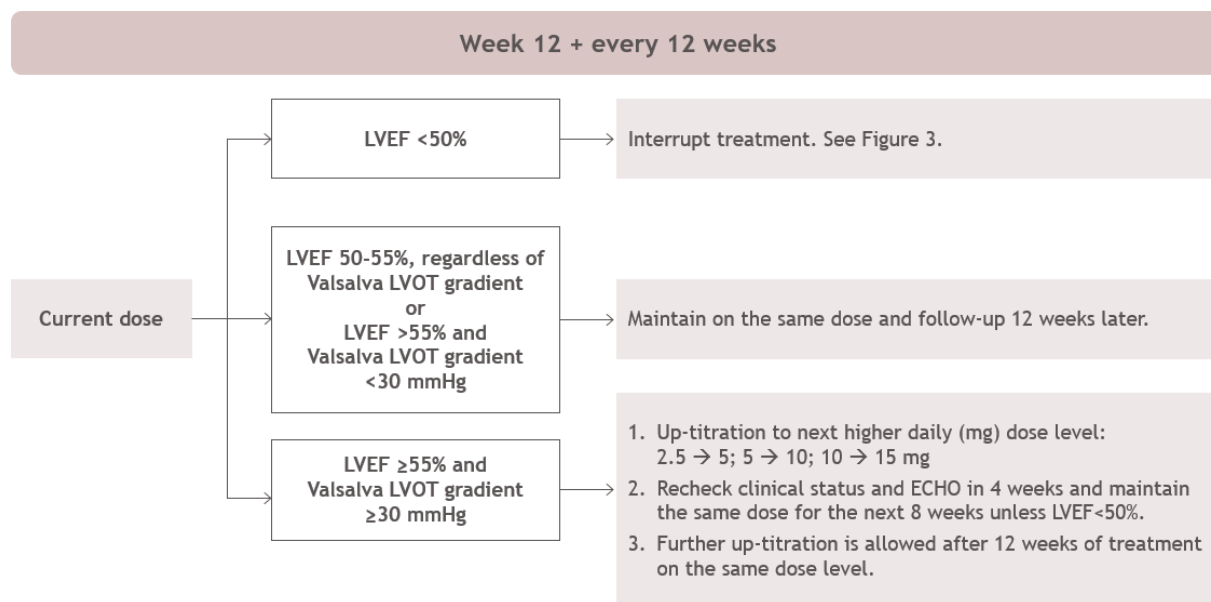 Week 12 + every 12 weeks
LVEF <50%
Interrupt treatment. See Figure 3.
Current dose
LVEF 50-55%, regardless of
Valsalva LVOT gradient
or
LVEF >55% and
Valsalva LVOT gradient
<30 mmHg
Maintain on the same dose and follow-up 12 weeks later.
LVEF ≥55% and
Valsalva LVOT gradient
≥30 mmHg
1. Up-titration to next higher daily (mg) dose level:
2.5 → 5; 5 → 10; 10 → 15 mg
2. Recheck clinical status and ECHO in 4 weeks and maintain
the same dose for the next 8 weeks unless LVEF<50%.
3. Further up-titration is allowed after 12 weeks of treatment
on the same dose level.